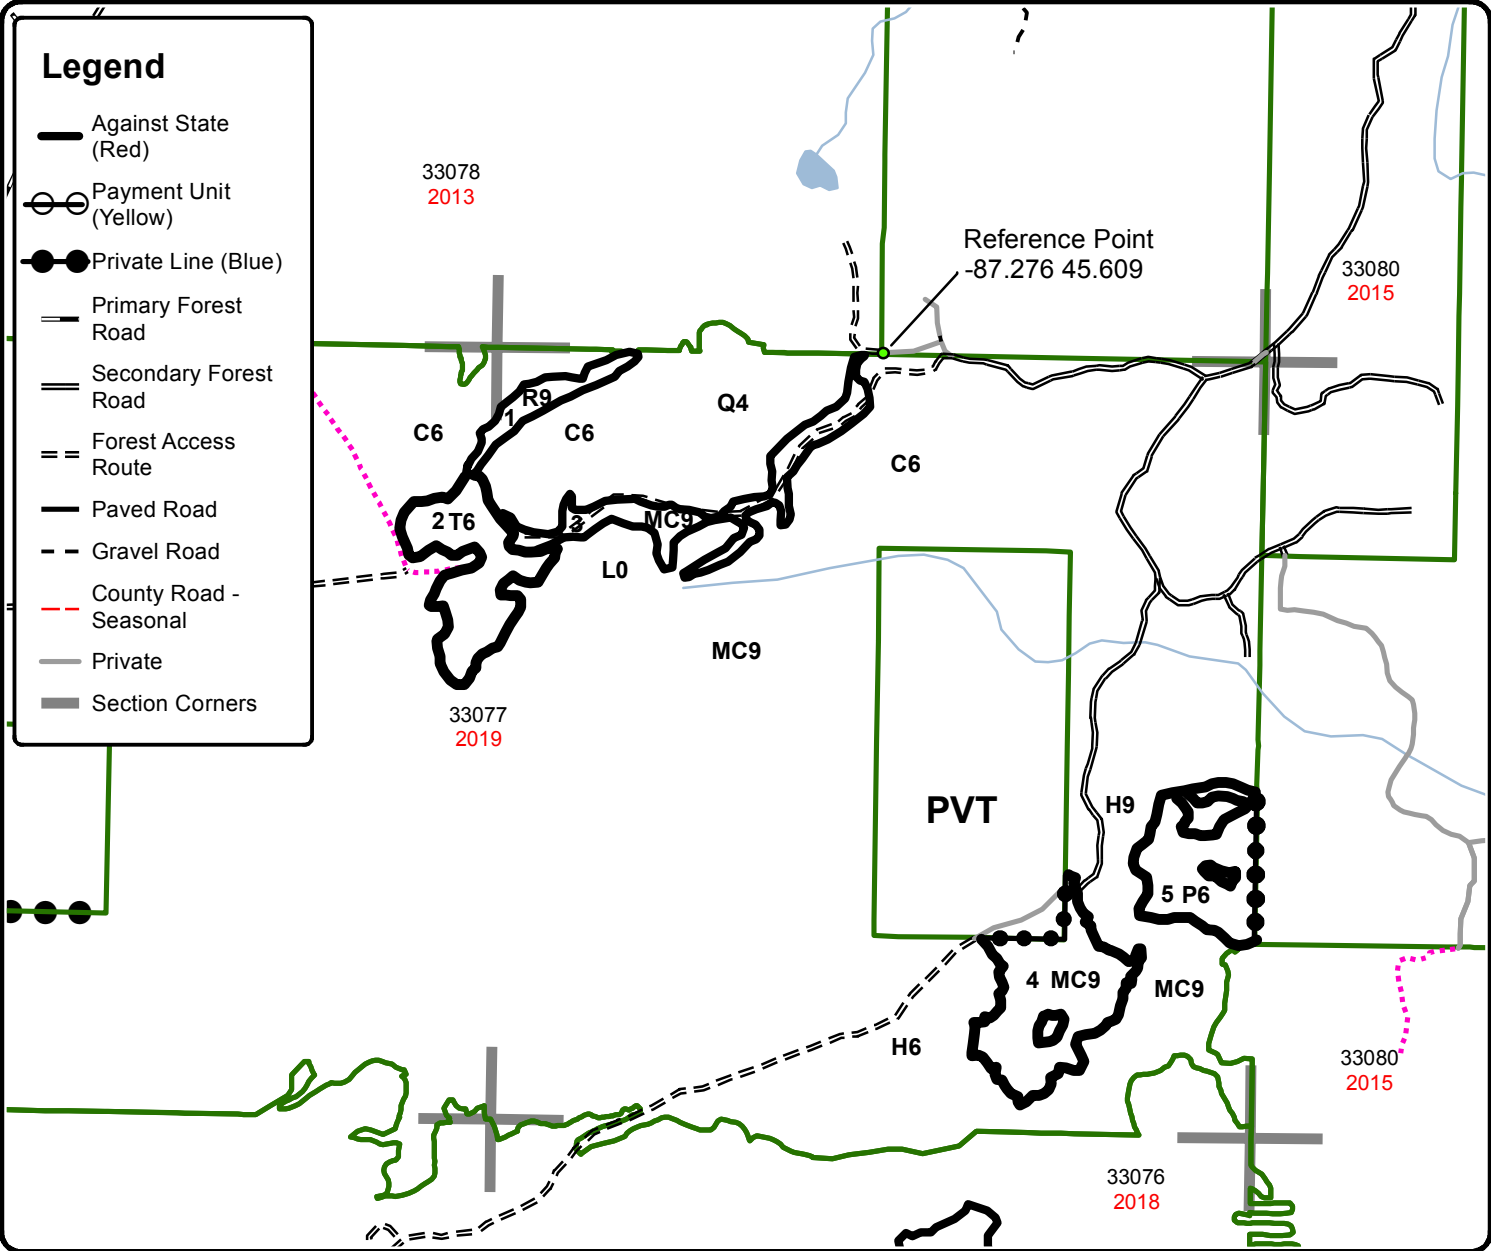 Legend
Against State
(Red)
Payment Unit
(Yellow)
Private Line (Blue)
Primary Forest
Road
Secondary Forest
Road
Forest Access
Route
Paved Road
Gravel Road
County Road -
Seasonal
Private
Section Corners
33078
2013
Reference Point
-87.276 45.609
33080
2015
R9
1
C6
C6
Q4
C6
2 T6
3
MC9
L0
MC9
33077
2019
PVT
H9
5 P6
4 MC9
MC9
H6
33080
2015
33076
2018